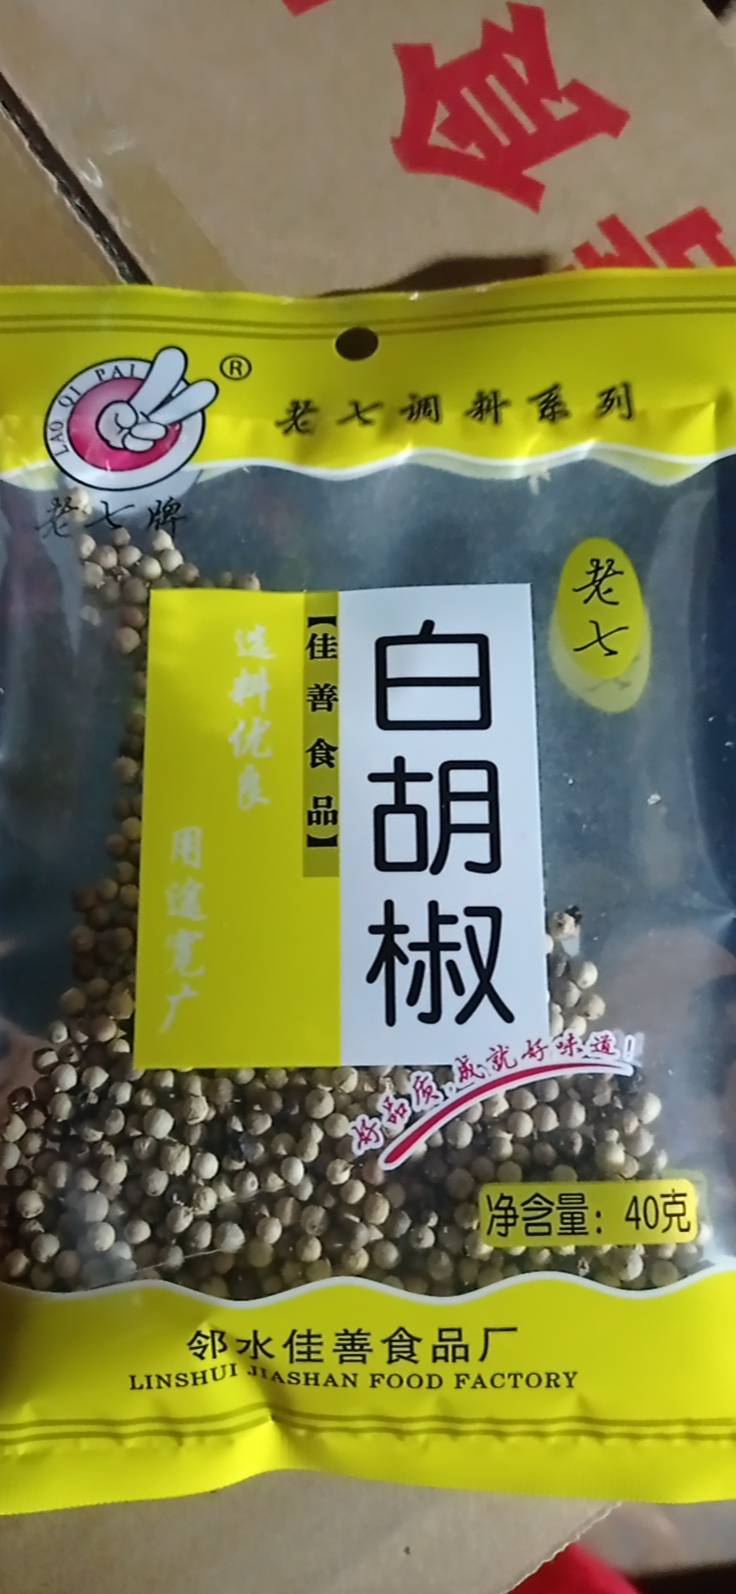 食
LAO QI PAI
®
老七调料系列
老七牌
老七
选料优良
用途宽广
【佳善食品】
白胡椒
好品质,成就好味道!
净含量：40克
邻水佳善食品厂
LINSHUI JIASHAN FOOD FACTORY